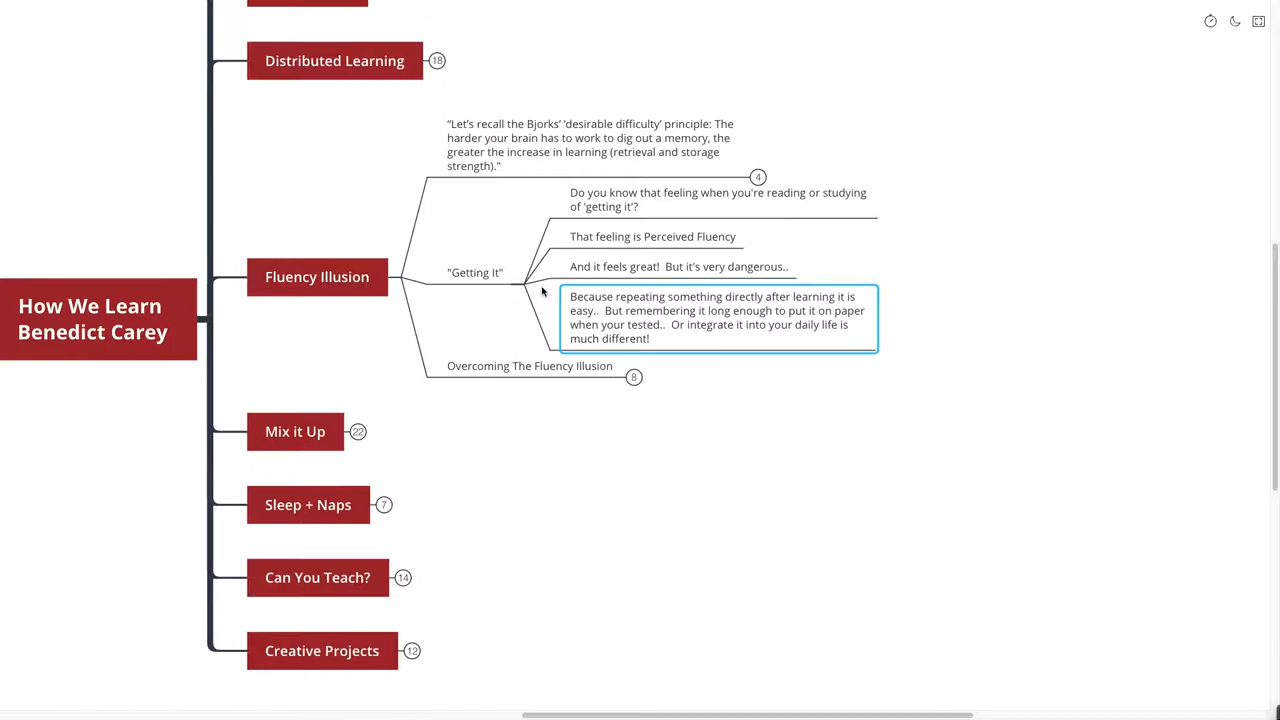 Distributed Learning
18
“Let’s recall the Bjorks’ ‘desirable difficulty’ principle: The
harder your brain has to work to dig out a memory, the
greater the increase in learning (retrieval and storage
strength)."
4
Do you know that feeling when you're reading or studying
of 'getting it'?
That feeling is Perceived Fluency
And it feels great!  But it's very dangerous..
"Getting It"
Because repeating something directly after learning it is
easy..  But remembering it long enough to put it on paper
when your tested..  Or integrate it into your daily life is
much different!
Fluency Illusion
Overcoming The Fluency Illusion
8
How We Learn
Benedict Carey
Mix it Up
22
Sleep + Naps
7
Can You Teach?
14
Creative Projects
12